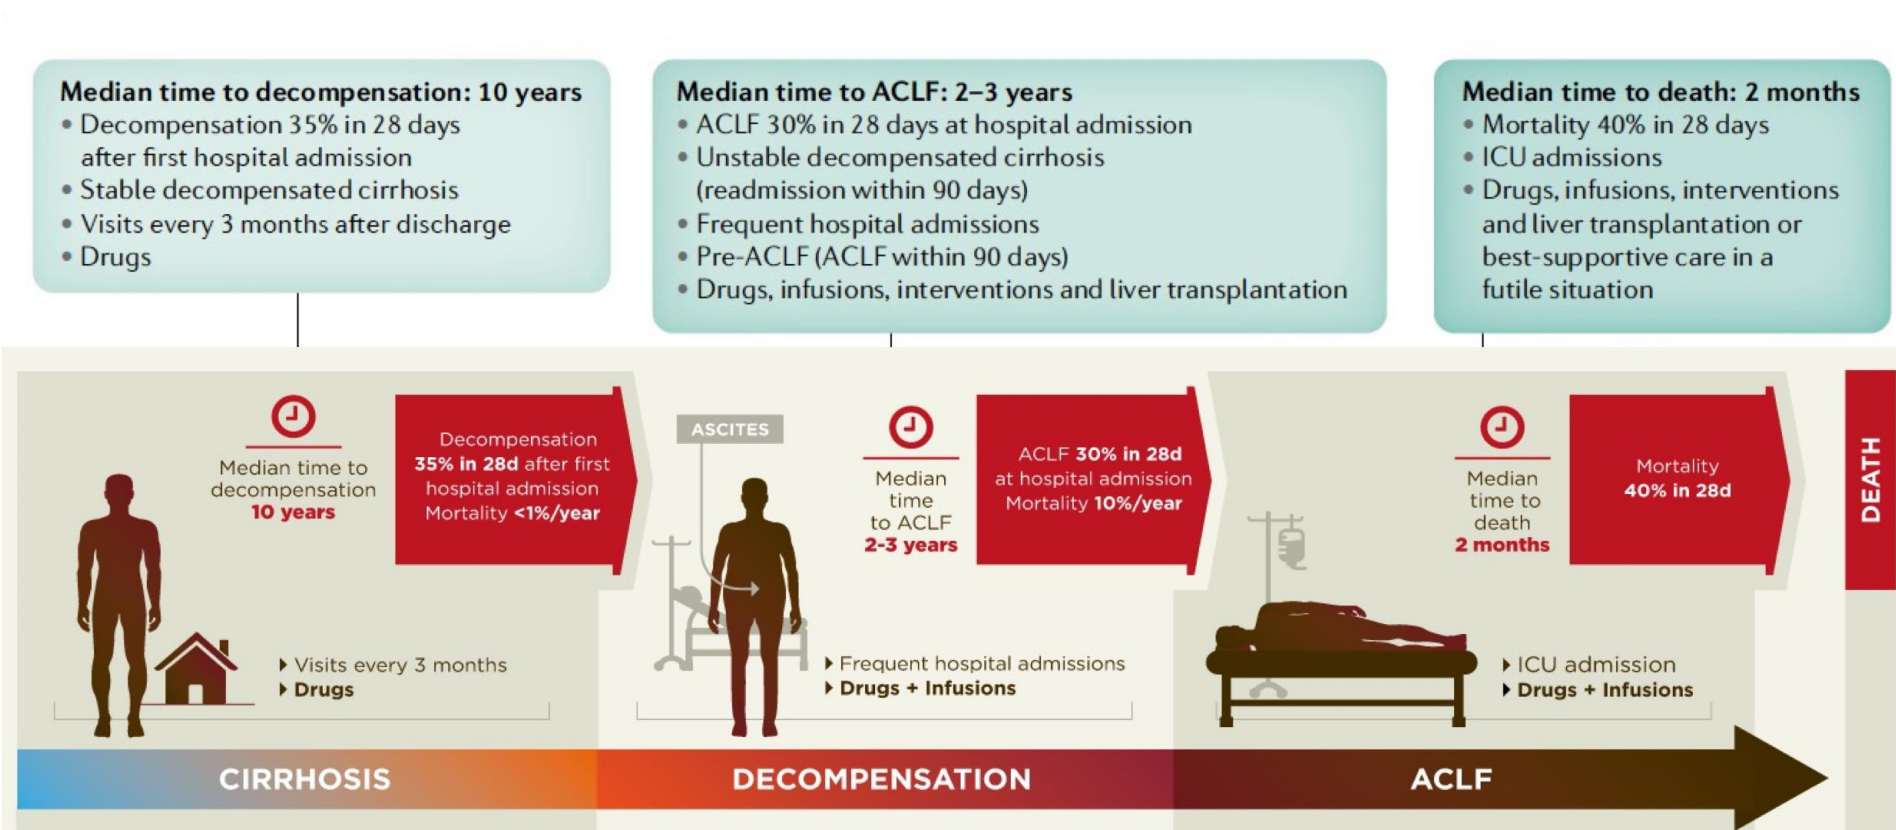 Median time to decompensation: 10 years
• Decompensation 35% in 28 days
after first hospital admission
• Stable decompensated cirrhosis
• Visits every 3 months after discharge
• Drugs
Median time to ACLF: 2–3 years
• ACLF 30% in 28 days at hospital admission
• Unstable decompensated cirrhosis
(readmission within 90 days)
• Frequent hospital admissions
• Pre-ACLF (ACLF within 90 days)
• Drugs, infusions, interventions and liver transplantation
Median time to death: 2 months
• Mortality 40% in 28 days
• ICU admissions
• Drugs, infusions, interventions
and liver transplantation or
best-supportive care in a
futile situation
Median time to
decompensation
10 years
Decompensation
35% in 28d after first
hospital admission
Mortality <1%/year
Visits every 3 months
Drugs
ASCITES
Median
time
to ACLF
2-3 years
ACLF 30% in 28d
at hospital admission
Mortality 10%/year
Frequent hospital admissions
Drugs + Infusions
Median
time to
death
2 months
Mortality
40% in 28d
ICU admission
Drugs + Infusions
DEATH
CIRRHOSIS
DECOMPENSATION
ACLF